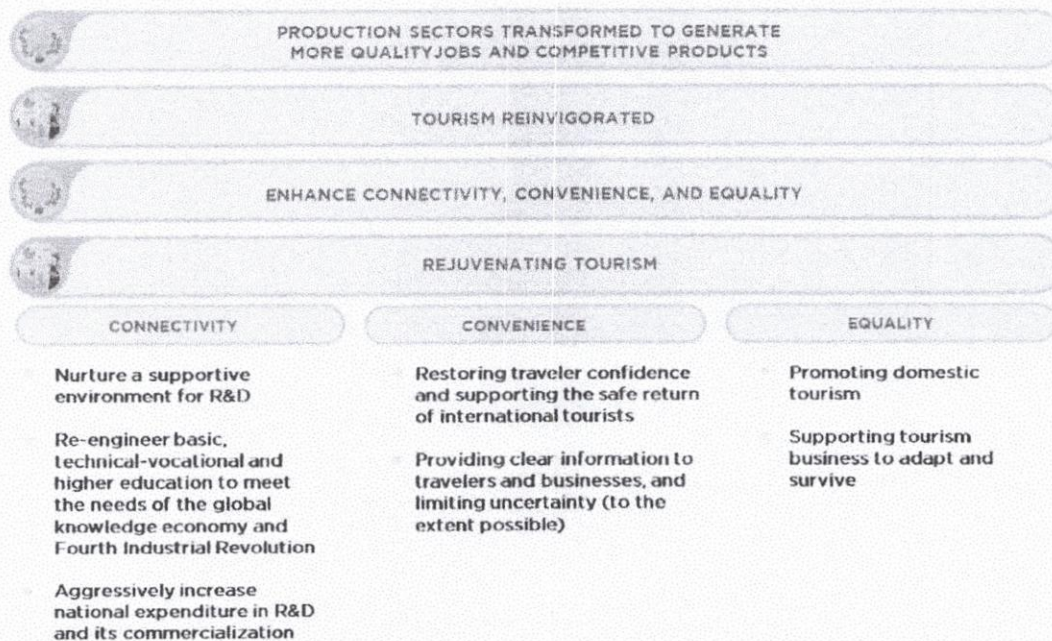 PRODUCTION SECTORS TRANSFORMED TO GENERATE
MORE QUALITY JOBS AND COMPETITIVE PRODUCTS
TOURISM REINVIGORATED
ENHANCE CONNECTIVITY, CONVENIENCE, AND EQUALITY
REJUVENATING TOURISM
CONNECTIVITY
Nurture a supportive
environment for R&D
Re-engineer basic,
technical-vocational and
higher education to meet
the needs of the global
knowledge economy and
Fourth Industrial Revolution
Aggressively increase
national expenditure in R&D
and its commercialization
CONVENIENCE
Restoring traveler confidence
and supporting the safe return
of international tourists
Providing clear information to
travelers and businesses, and
limiting uncertainty (to the
extent possible)
EQUALITY
Promoting domestic
tourism
Supporting tourism
business to adapt and
survive